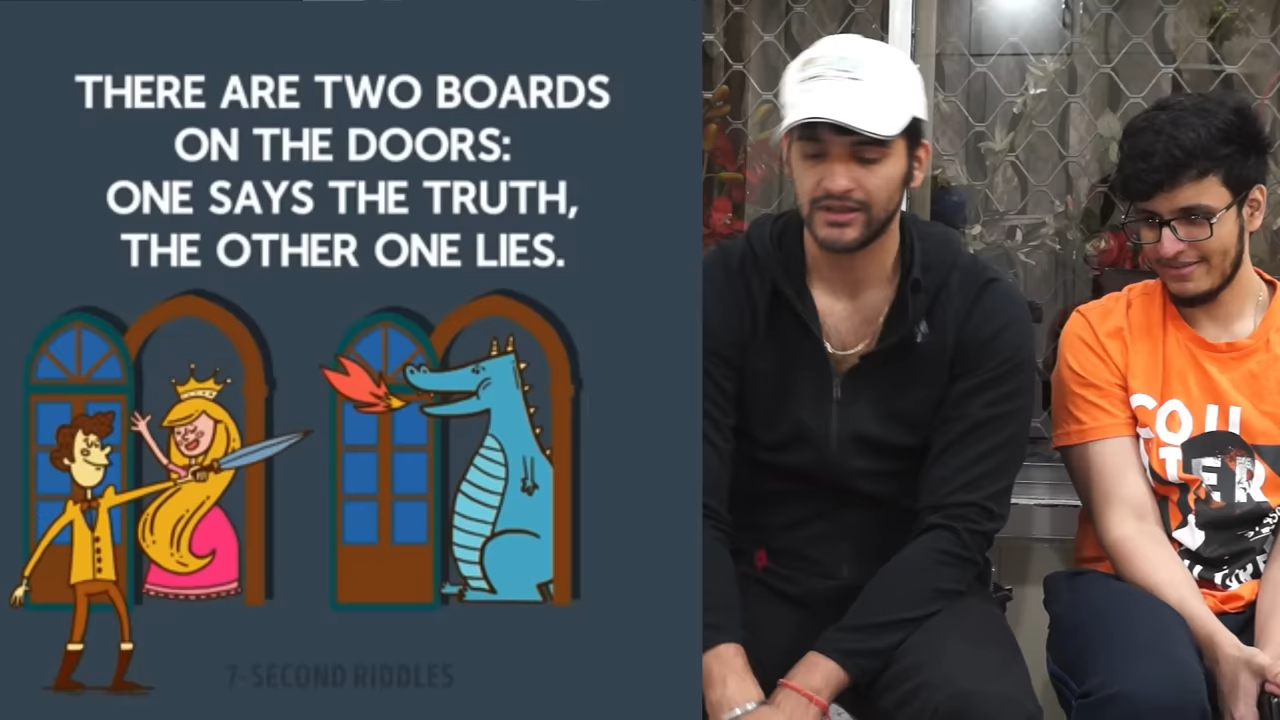 THERE ARE TWO BOARDS
ON THE DOORS:
ONE SAYS THE TRUTH,
THE OTHER ONE LIES.
7-SECOND RIDDLES